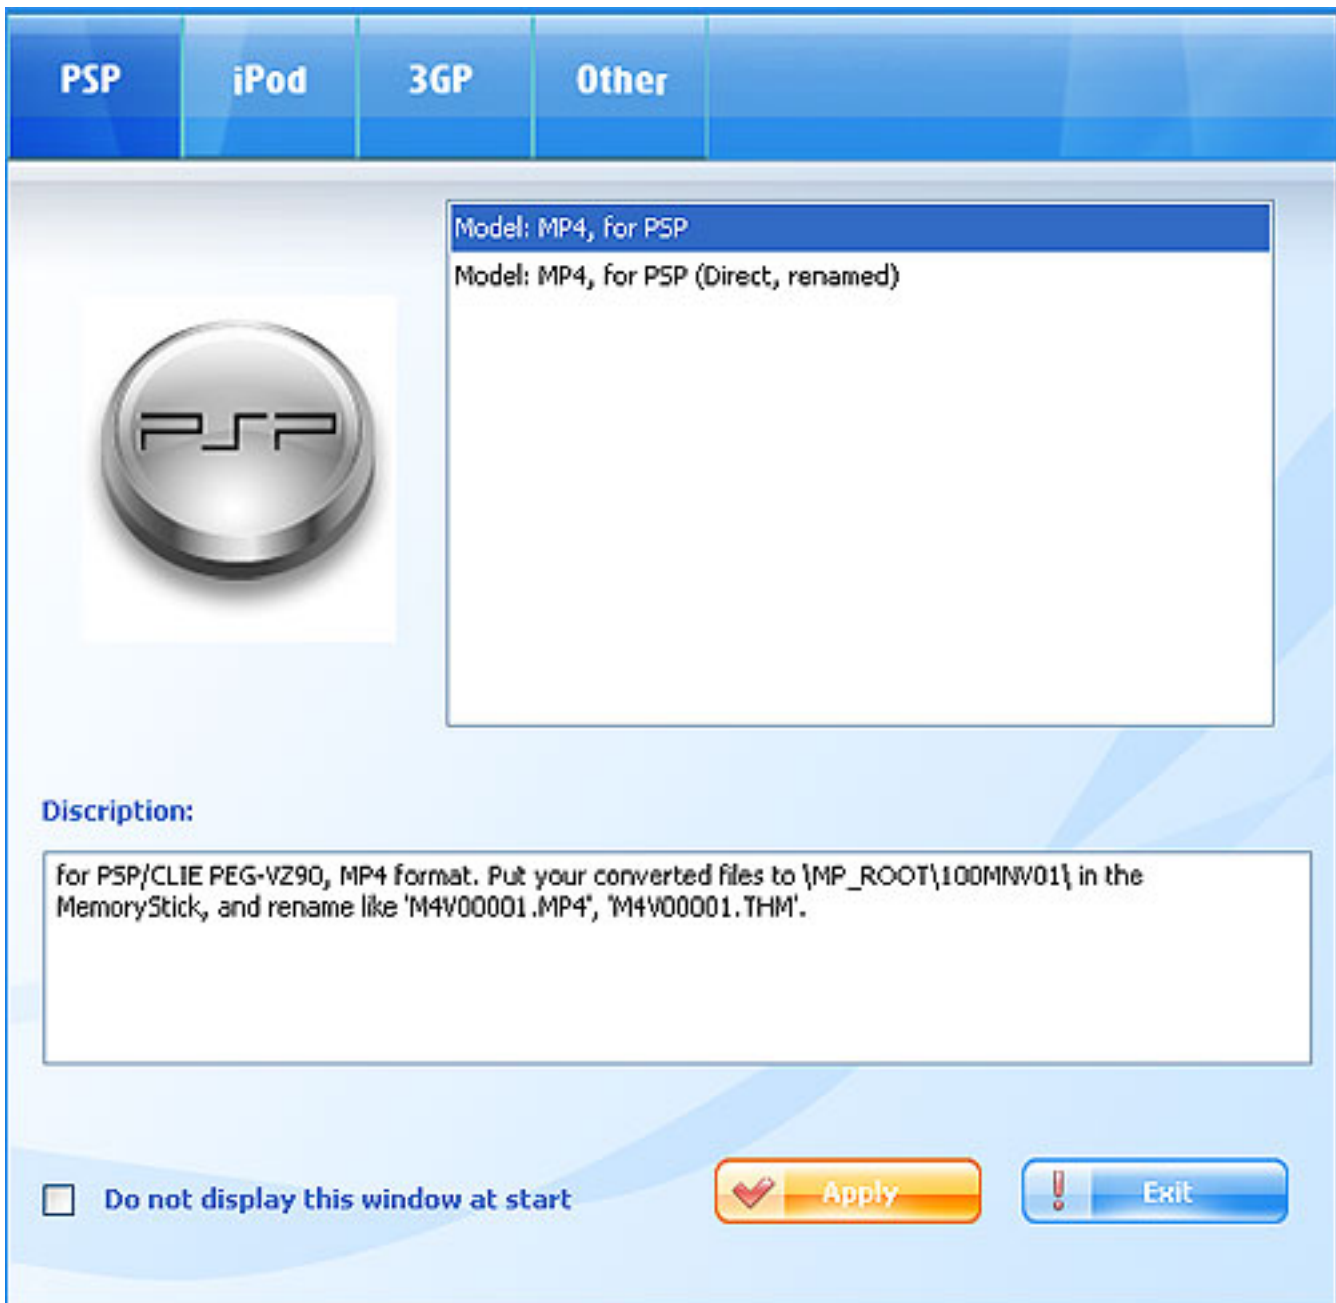 PSP iPod 3GP Other
Model: MP4, for PSP
Model: MP4, for PSP (Direct, renamed)
PSP
Discription:
for PSP/CLIE PEG-VZ90, MP4 format. Put your converted files to \MP_ROOT\100MNV01\ in the
MemoryStick, and rename like 'M4V00001.MP4', 'M4V00001.THM'.
Do not display this window at start
Apply
Exit